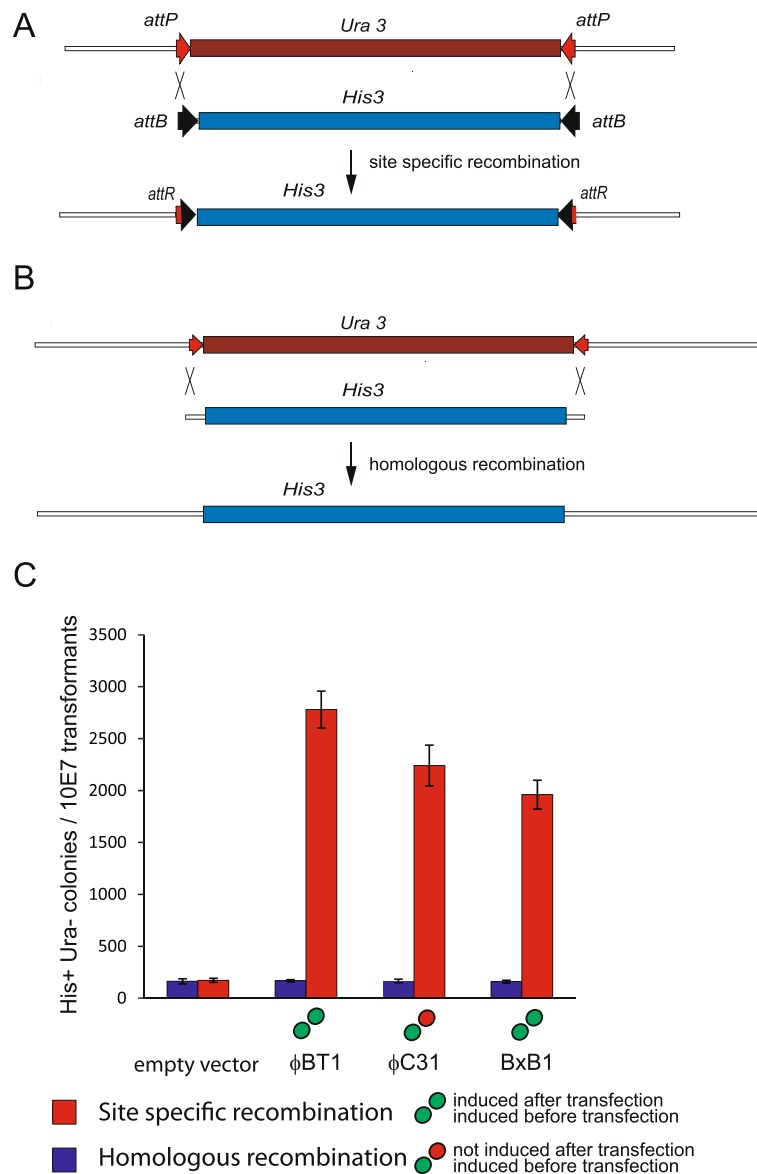 A
attP
Ura 3
attP
attB
His3
attB
site specific recombination
attR
His3
attR
B
Ura 3
His3
homologous recombination
His3
C
His+ Ura- colonies / 10E7 transformants
3500
3000
2500
2000
1500
1000
500
0
empty vector
ϕBT1
ϕC31
BxB1
Site specific recombination
induced after transfection
induced before transfection
Homologous recombination
not induced after transfection
induced before transfection